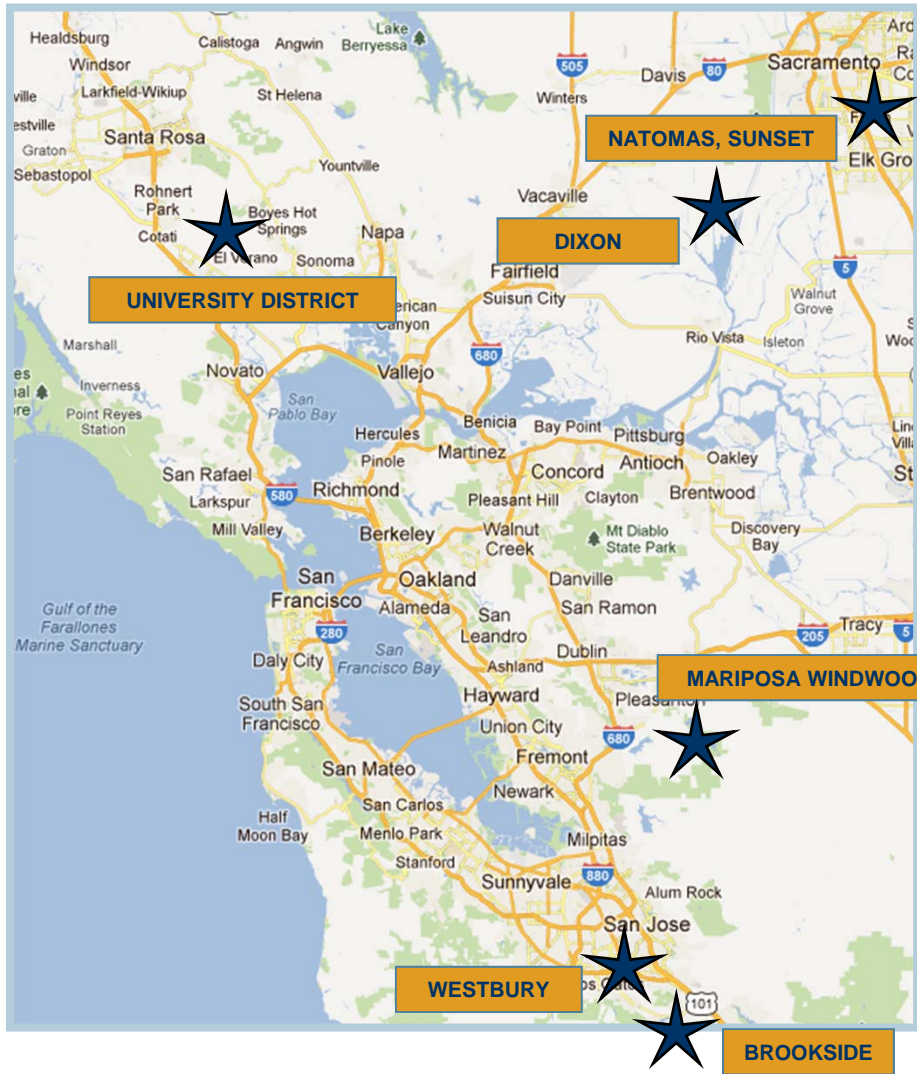 Healdsburg
Calistoga
Angwin
Lake
Berryessa
505
Davis
80
Sacramento
Windsor
Larkfield-Wikiup
St Helena
Winters
Santa Rosa
NATOMAS, SUNSET
Graton
Sebastopol
Yountville
Elk Gro
Rohnert
Park
Boyes Hot
Springs
Vacaville
Cotati
El Verano
Sonoma
Napa
DIXON
Fairfield
Suisun City
5
UNIVERSITY DISTRICT
Canyon
Walnut
Grove
Marshall
680
Rio Vista
Isleton
Novato
Vallejo
Inverness
San
Pablo Bay
Point Reyes
Station
Benicia
Bay Point
Pittsburg
Hercules
Martinez
Antioch
Oakley
San Rafael
Pinole
Concord
Larkspur
580
Richmond
Pleasant Hill
Clayton
Brentwood
Mill Valley
Berkeley
Walnut
Creek
Mt Diablo
State Park
Discovery
Bay
San
Francisco
Oakland
Danville
Alameda
San Ramon
Gulf of the
Farallones
Marine Sanctuary
280
San
Leandro
Tracy
205
5
Daly City
San
Francisco Bay
Ashland
Dublin
MARIPOSA WINDWOO
Hayward
South San
Francisco
Union City
680
San Mateo
Fremont
Newark
San Carlos
Half
Moon Bay
Menlo Park
Milpitas
Stanford
Sunnyvale
880
Alum Rock
San Jose
WESTBURY
101
BROOKSIDE